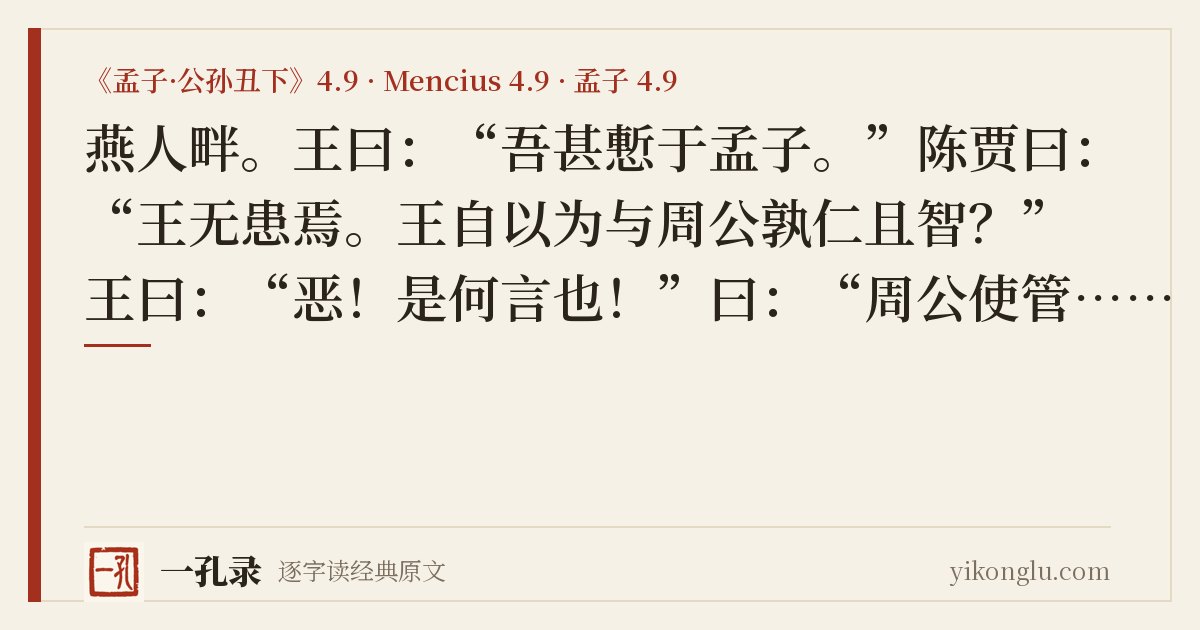 《孟子·公孙丑下》4.9 · Mencius 4.9 · 孟子 4.9
燕人畔。王曰：“吾甚慙于孟子。”陈贾曰：
“王无患焉。王自以为与周公孰仁且智？”
王曰：“恶！是何言也！”曰：“周公使管……
一孔
一孔录 逐字读经典原文 yikonglu.com